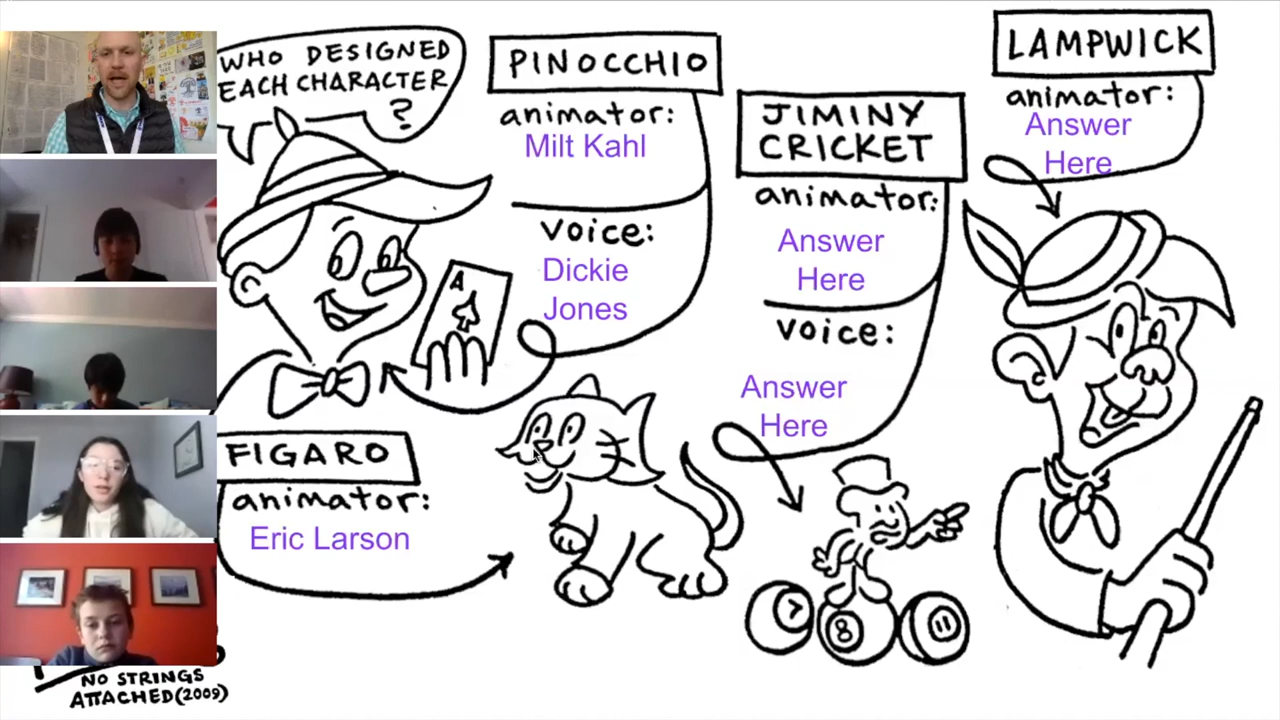 WHO DESIGNED
EACH CHARACTER
?
PINOCCHIO
animator:
Milt Kahl
voice:
Dickie
Jones
A
JIMINY
CRICKET
animator:
Answer
Here
voice:
Answer
Here
LAMPWICK
animator:
Answer
Here
FIGARO
animator:
Eric Larson
7
8
11
NO STRINGS
ATTACHED (2009)